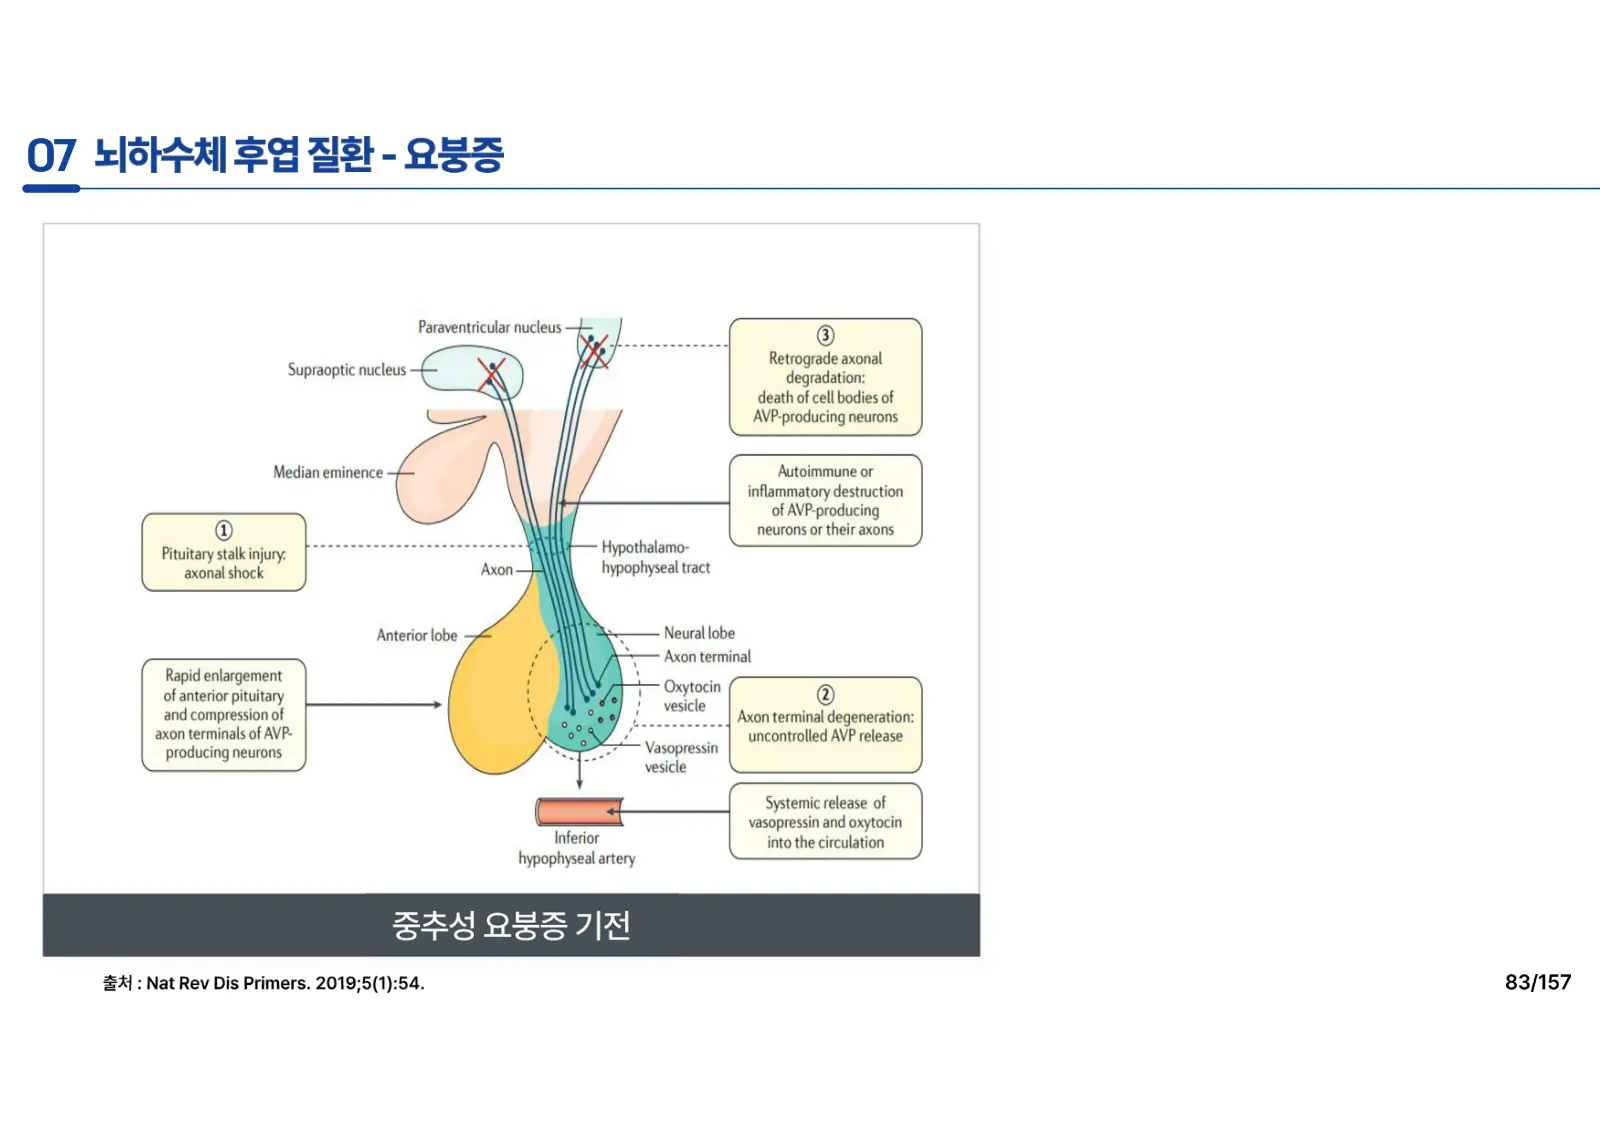 07 뇌하수체 후엽 질환 - 요붕증
Paraventricular nucleus
Supraoptic nucleus
③
Retrograde axonal
degradation:
death of cell bodies of
AVP-producing neurons
Median eminence
Autoimmune or
inflammatory destruction
of AVP-producing
neurons or their axons
①
Pituitary stalk injury:
axonal shock
Hypothalamo-
hypophyseal tract
Axon
Anterior lobe
Neural lobe
Axon terminal
Rapid enlargement
of anterior pituitary
and compression of
axon terminals of AVP-
producing neurons
Oxytocin
vesicle
②
Axon terminal degeneration:
uncontrolled AVP release
Vasopressin
vesicle
Systemic release of
vasopressin and oxytocin
into the circulation
Inferior
hypophyseal artery
중추성 요붕증 기전
출처 : Nat Rev Dis Primers. 2019;5(1):54.
83/157